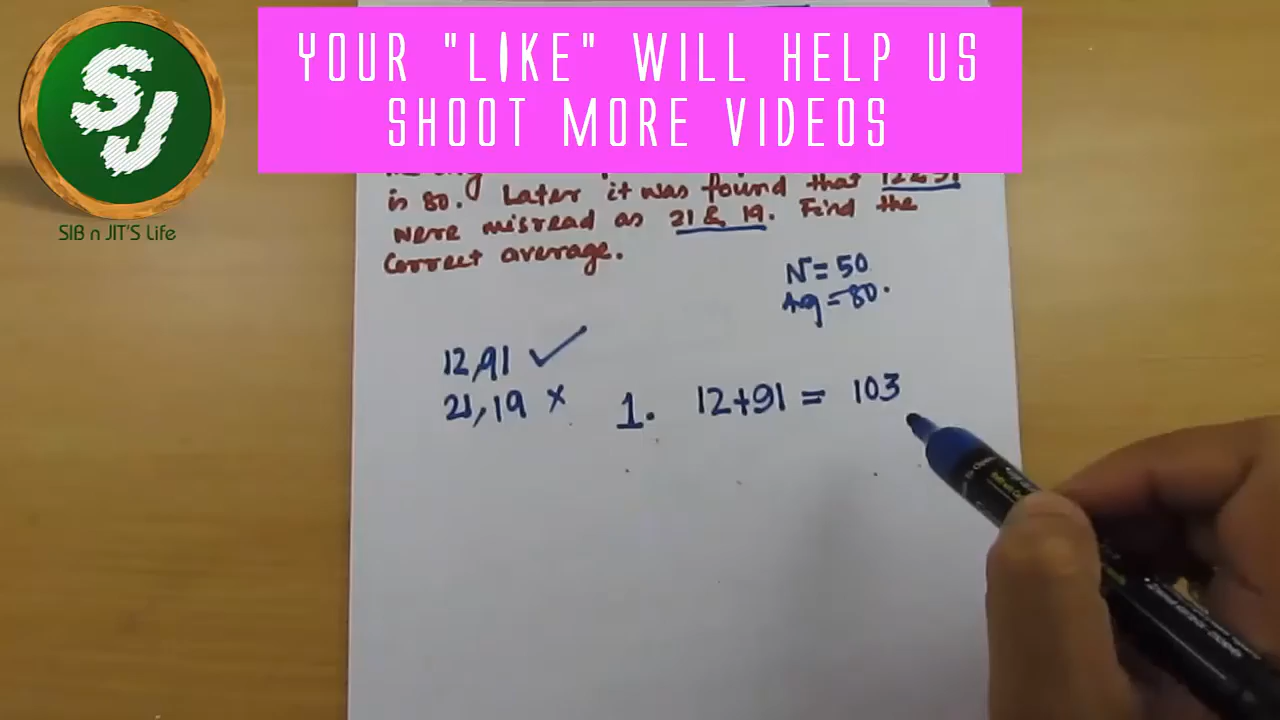 YOUR "LIKE" WILL HELP US
SHOOT MORE VIDEOS
SJ
SIB n JIT'S Life
is 80. Later it was found that 12 & 91
were misread as 21 & 19. Find the
Correct average.
N = 50
Avg = 80.
12,91 ✓
21,19 ×
1. 12+91 = 103